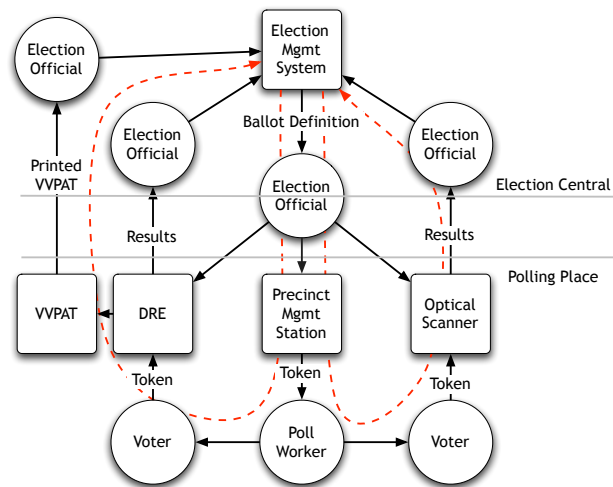 Election
Official
Election
Mgmt
System
Ballot Definition
Election
Official
Election
Official
Printed
VVPAT
Election
Official
Election Central
Results
Results
Polling Place
VVPAT
DRE
Precinct
Mgmt
Station
Optical
Scanner
Token
Token
Token
Voter
Poll
Worker
Voter